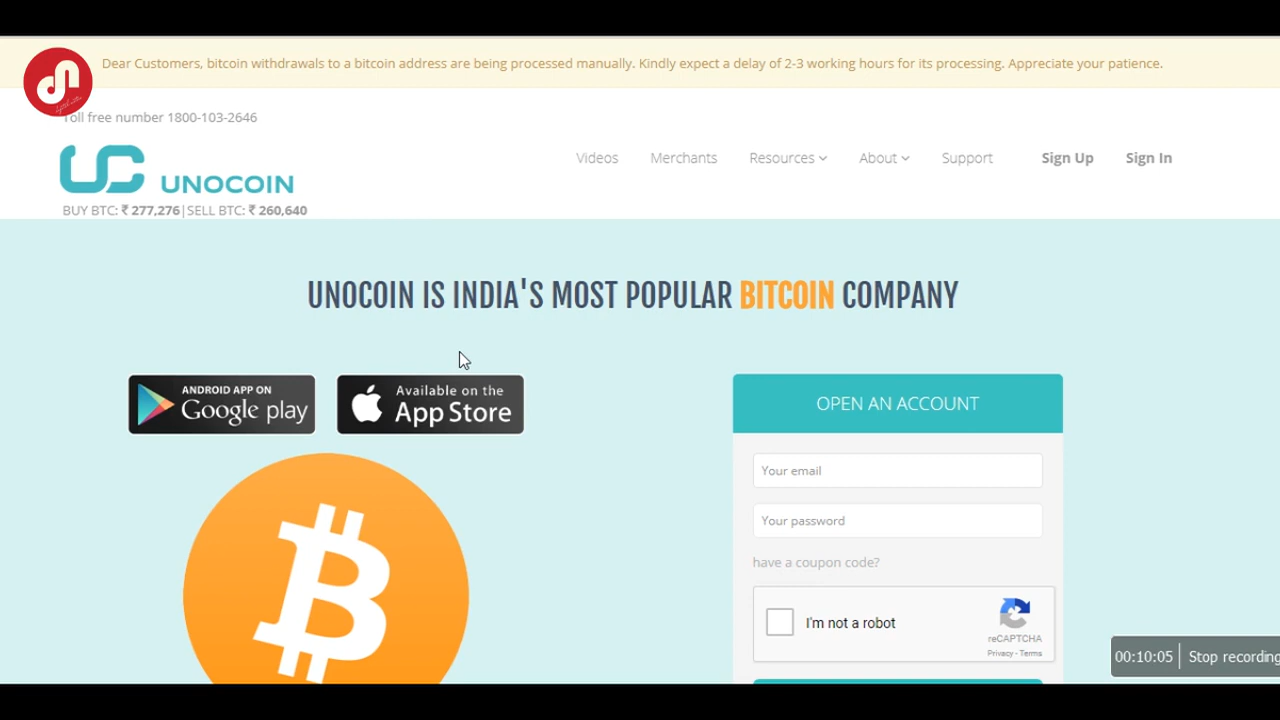 Dear Customers, bitcoin withdrawals to a bitcoin address are being processed manually. Kindly expect a delay of 2-3 working hours for its processing. Appreciate your patience.
Toll free number 1800-103-2646
UNOCOIN
BUY BTC: ₹ 277,276|SELL BTC: ₹ 260,640
Videos Merchants Resources About Support Sign Up Sign In
UNOCOIN IS INDIA'S MOST POPULAR BITCOIN COMPANY
ANDROID APP ON
Google play
Available on the
App Store
OPEN AN ACCOUNT
Your email
Your password
have a coupon code?
I'm not a robot
reCAPTCHA
Privacy - Terms
00:10:05 Stop recording